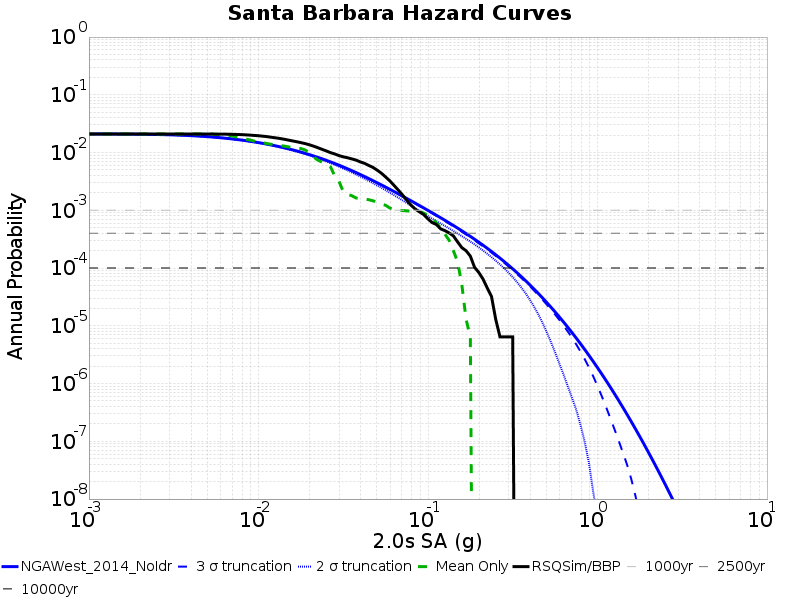 Santa Barbara Hazard Curves
10^0
10^-1
10^-2
10^-3
10^-4
10^-5
10^-6
10^-7
10^-8
Annual Probability
10^-3 10^-2 10^-1 10^0 10^1
2.0s SA (g)
NGAWest_2014_NoIdr 3 σ truncation 2 σ truncation Mean Only RSQSim/BBP 1000yr 2500yr
10000yr